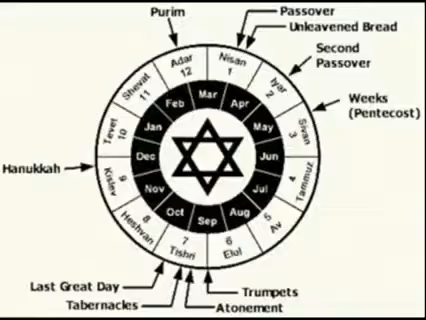 Purim
Passover
Unleavened Bread
Second
Passover
Weeks
(Pentecost)
Hanukkah
Last Great Day
Tabernacles
Atonement
Trumpets
Nisan
1
Iyar
2
Sivan
3
Tammuz
4
Av
5
Elul
6
Tishri
7
Heshvan
8
Kislev
9
Tevet
10
Shevat
11
Adar
12
Mar
Apr
May
Jun
Jul
Aug
Sep
Oct
Nov
Dec
Jan
Feb